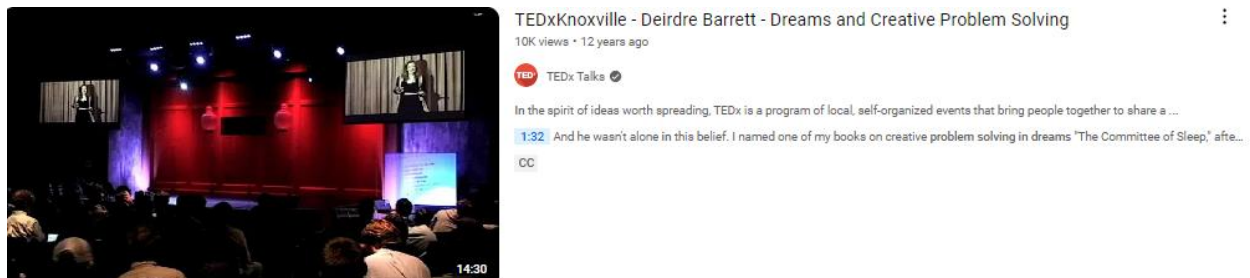 TEDxKnoxville - Deirdre Barrett - Dreams and Creative Problem Solving
10K views • 12 years ago
TED
TEDx Talks
In the spirit of ideas worth spreading, TEDx is a program of local, self-organized events that bring people together to share a ...
1:32 And he wasn't alone in this belief. I named one of my books on creative problem solving in dreams "The Committee of Sleep," afte...
CC
14:30